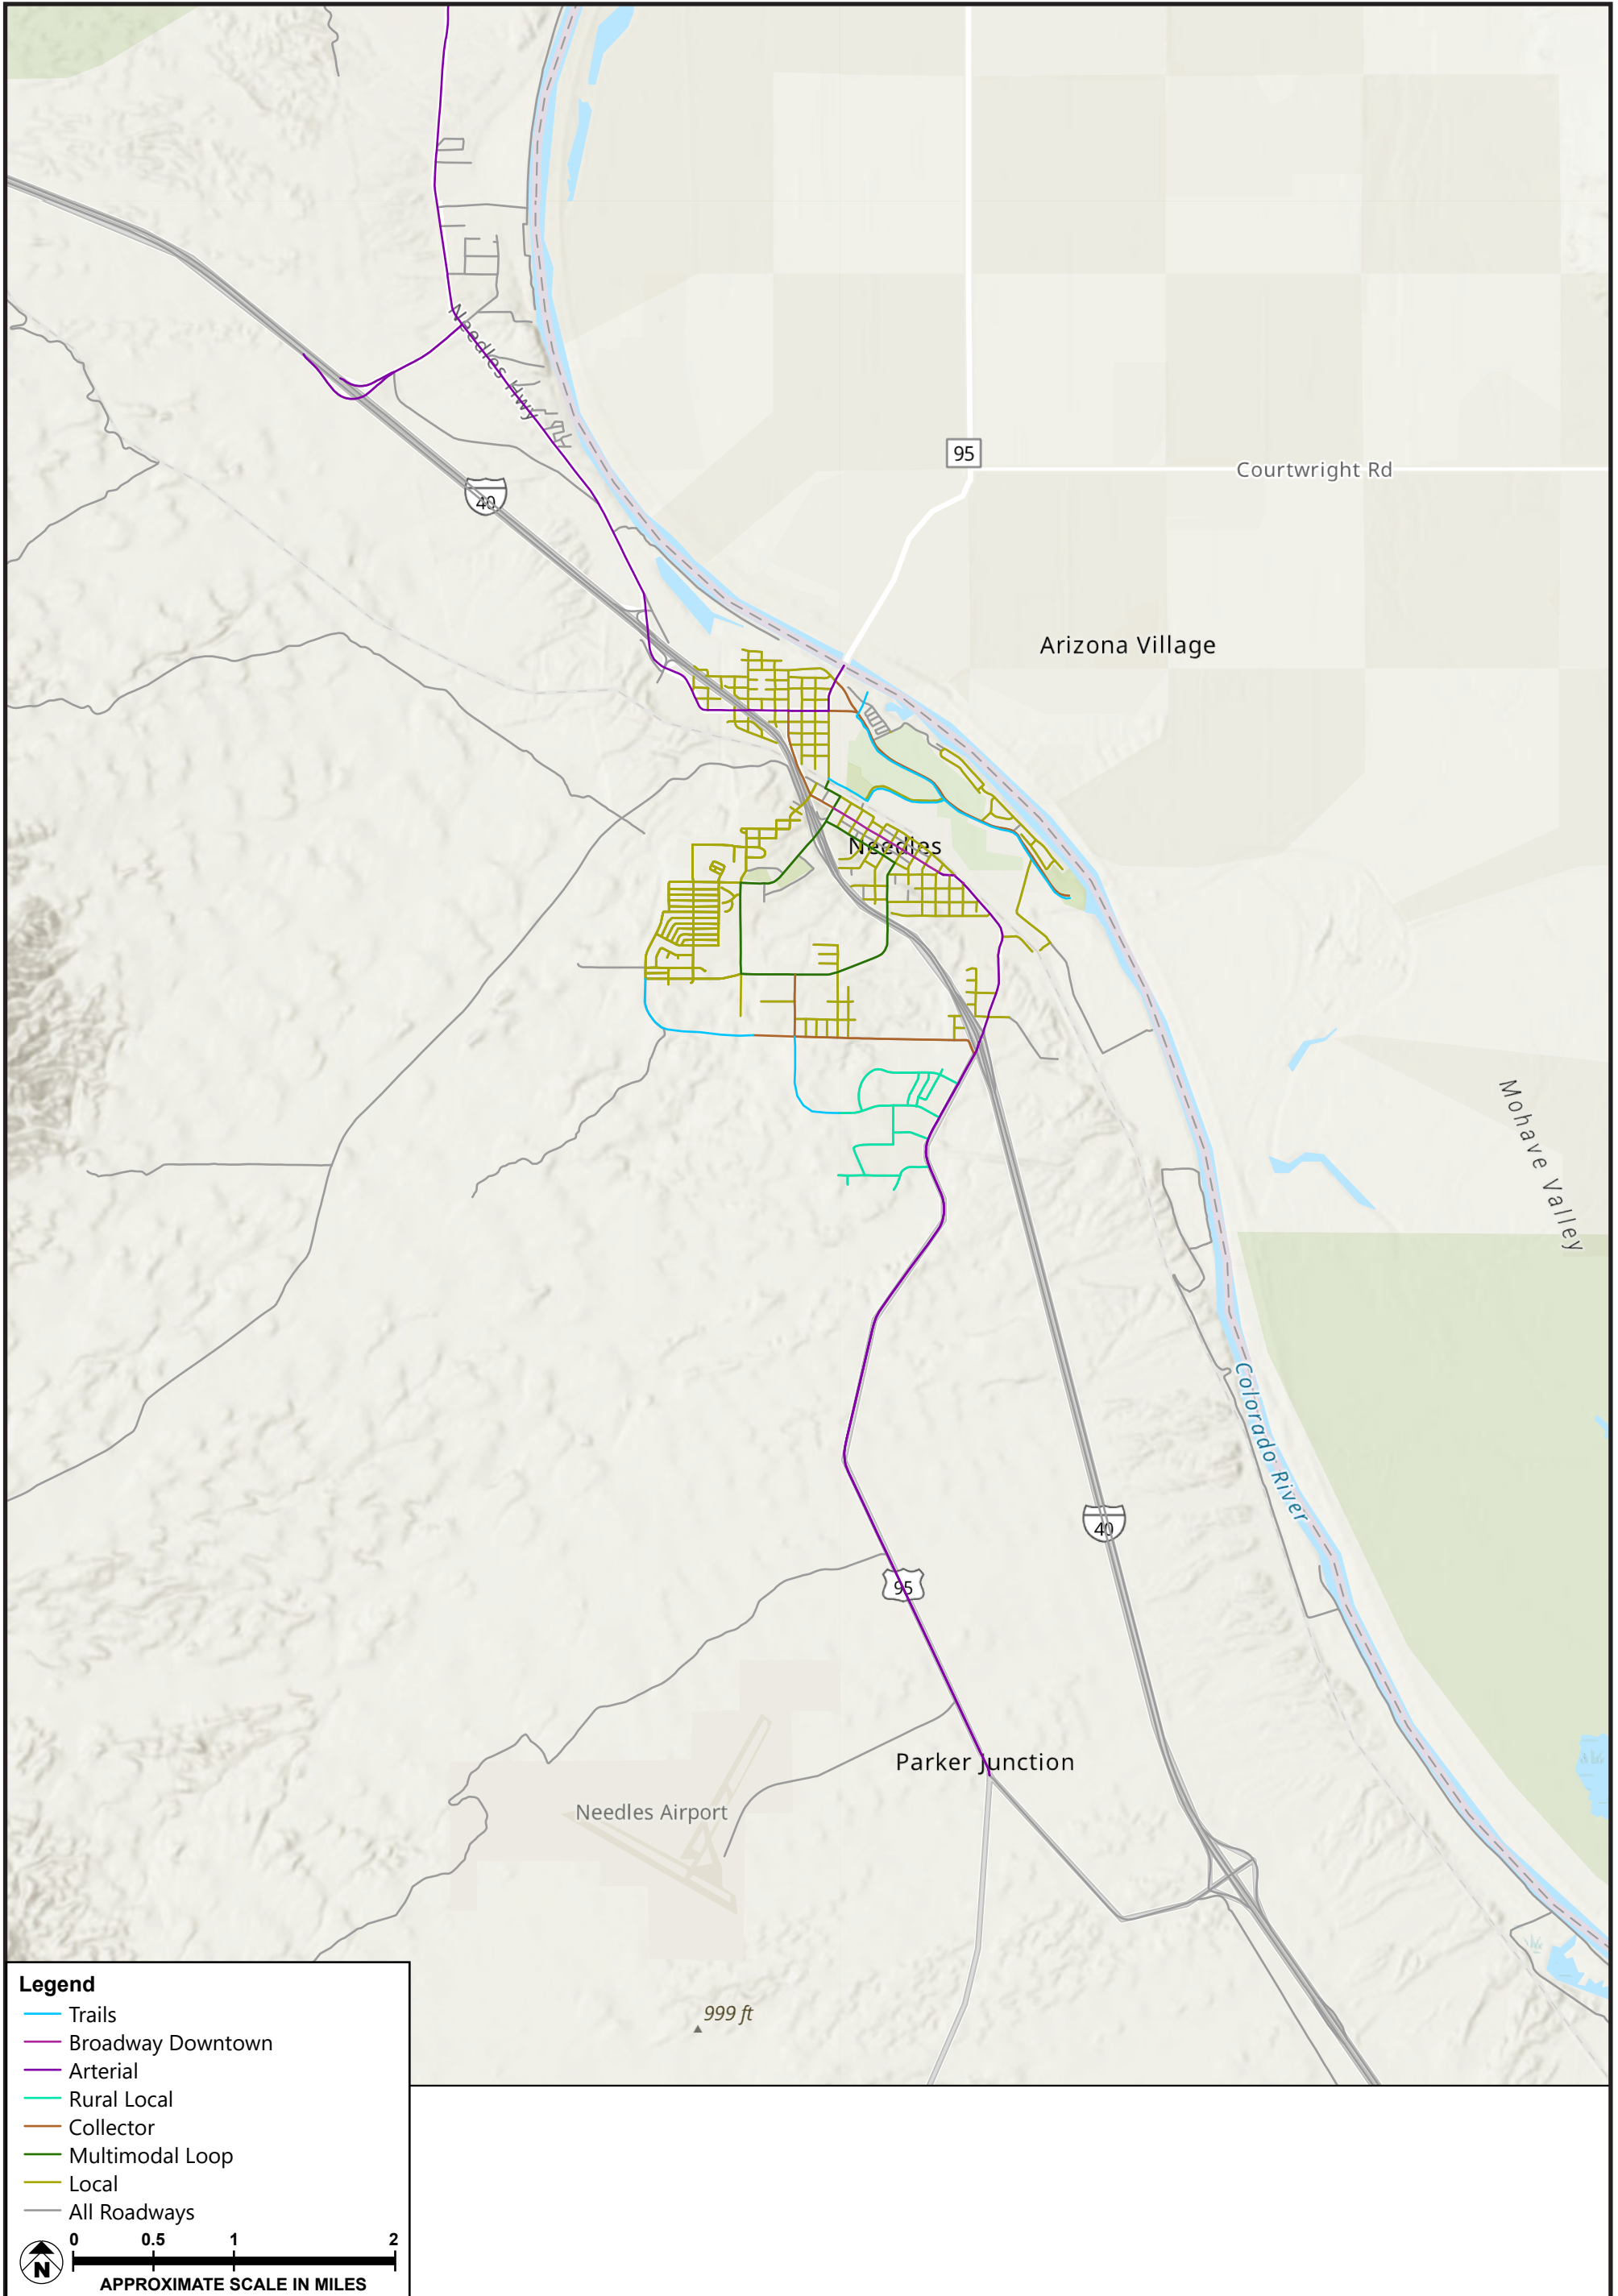 Needles Hwy
95
Courtwright Rd
40
Arizona Village
Needles
Mohave Valley
Colorado River
40
95
Parker Junction
Needles Airport
999 ft
Legend
Trails
Broadway Downtown
Arterial
Rural Local
Collector
Multimodal Loop
Local
All Roadways
0 0.5 1 2
N
APPROXIMATE SCALE IN MILES